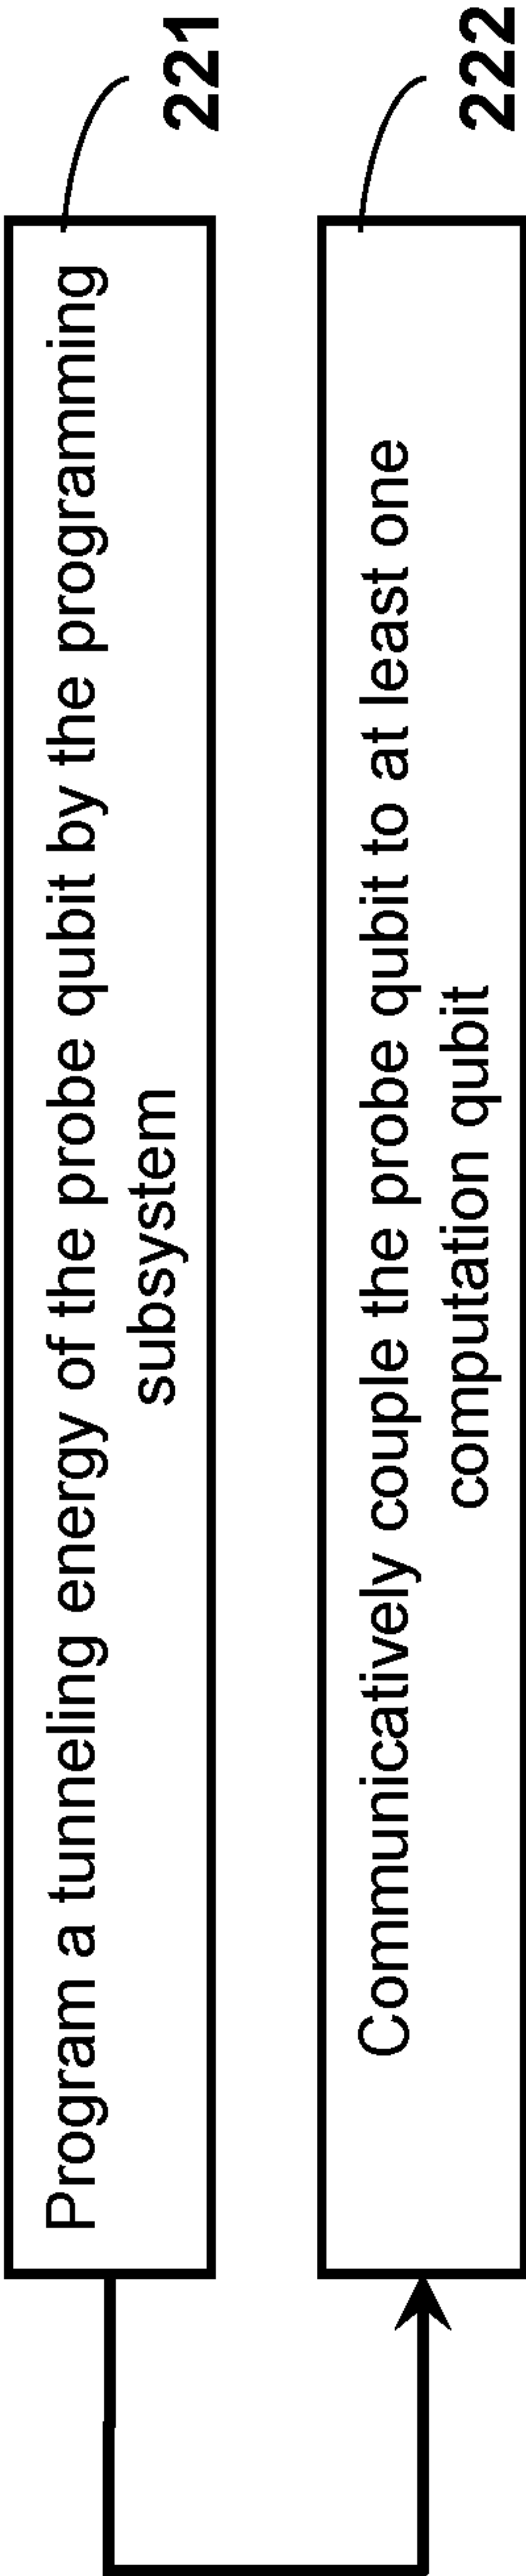 Program a tunneling energy of the probe qubit by the programming
subsystem
221
Communicatively couple the probe qubit to at least one
computation qubit
222